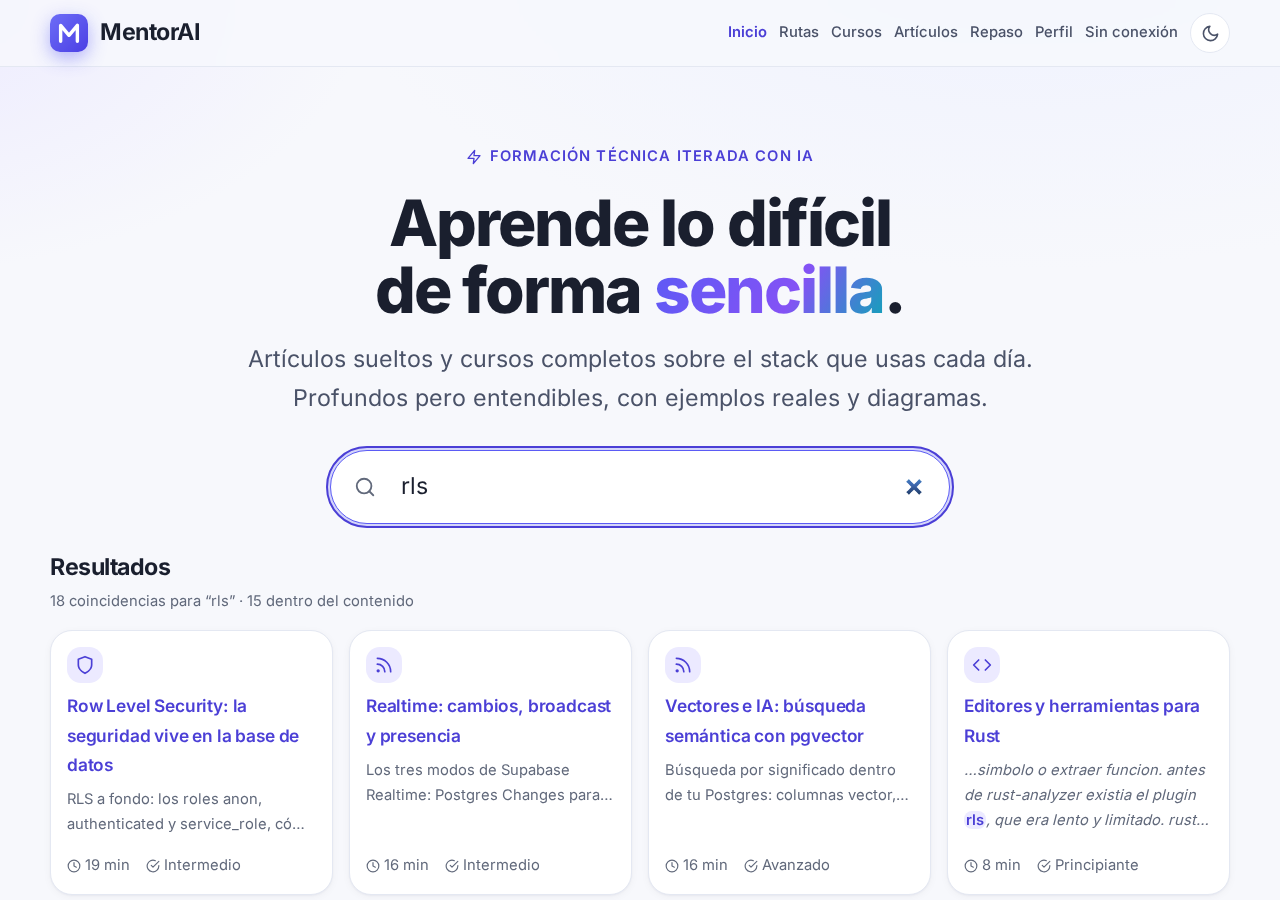 MentorAI
Inicio Rutas Cursos Artículos Repaso Perfil Sin conexión
FORMACIÓN TÉCNICA ITERADA CON IA
Aprende lo difícil
de forma sencilla.
Artículos sueltos y cursos completos sobre el stack que usas cada día.
Profundos pero entendibles, con ejemplos reales y diagramas.
rls
Resultados
18 coincidencias para “rls” · 15 dentro del contenido
Row Level Security: la
seguridad vive en la base de
datos
RLS a fondo: los roles anon,
authenticated y service_role, có...
19 min Intermedio
Realtime: cambios, broadcast
y presencia
Los tres modos de Supabase
Realtime: Postgres Changes para...
16 min Intermedio
Vectores e IA: búsqueda
semántica con pgvector
Búsqueda por significado dentro
de tu Postgres: columnas vector,...
16 min Avanzado
Editores y herramientas para
Rust
...simbolo o extraer funcion. antes
de rust-analyzer existia el plugin
rls, que era lento y limitado. rust...
8 min Principiante